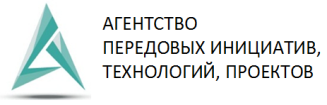 АГЕНТСТВО
ПЕРЕДОВЫХ ИНИЦИАТИВ,
ТЕХНОЛОГИЙ, ПРОЕКТОВ